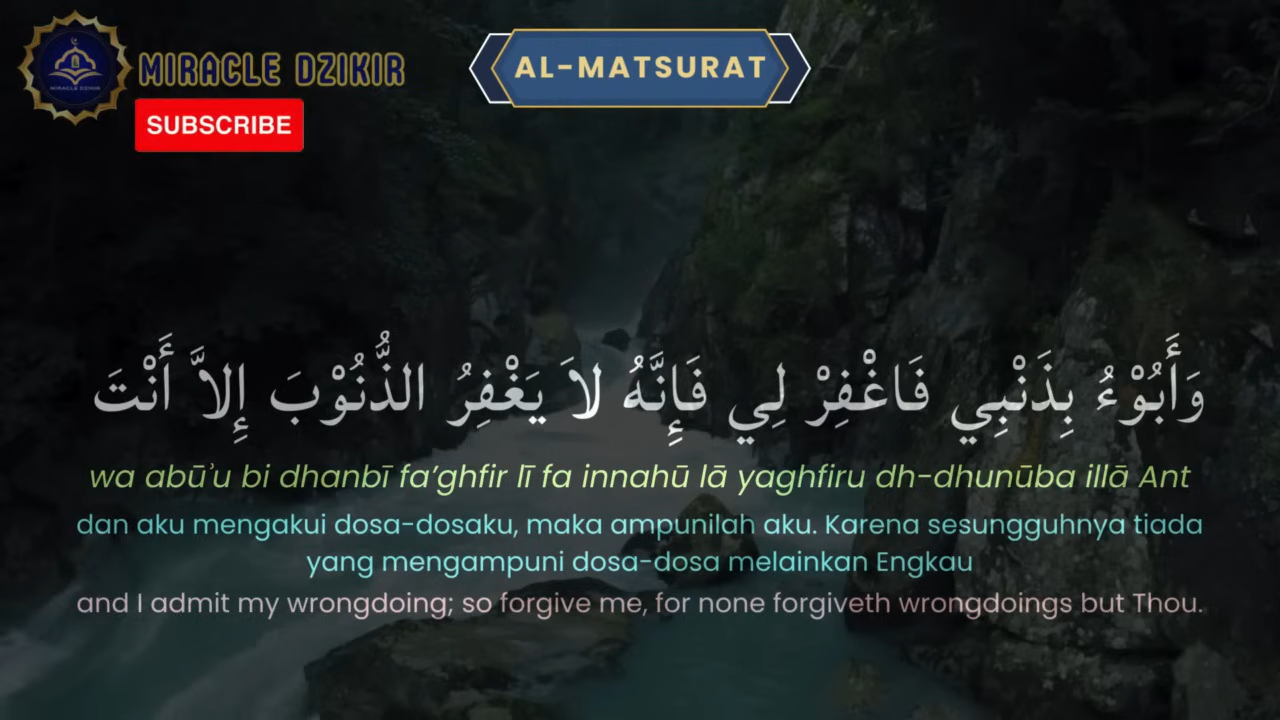 MIRACLE DZIKIR
AL-MATSURAT
SUBSCRIBE
وَأَبُوْءُ بِذَنْبِي فَاغْفِرْ لِي فَإِنَّهُ لاَ يَغْفِرُ الذُّنُوْبَ إِلاَّ أَنْتَ
wa abū'u bi dhanbī fa’ghfir lī fa innahū lā yaghfiru dh-dhunūba illā Ant
dan aku mengakui dosa-dosaku, maka ampunilah aku. Karena sesungguhnya tiada
yang mengampuni dosa-dosa melainkan Engkau
and I admit my wrongdoing; so forgive me, for none forgiveth wrongdoings but Thou.